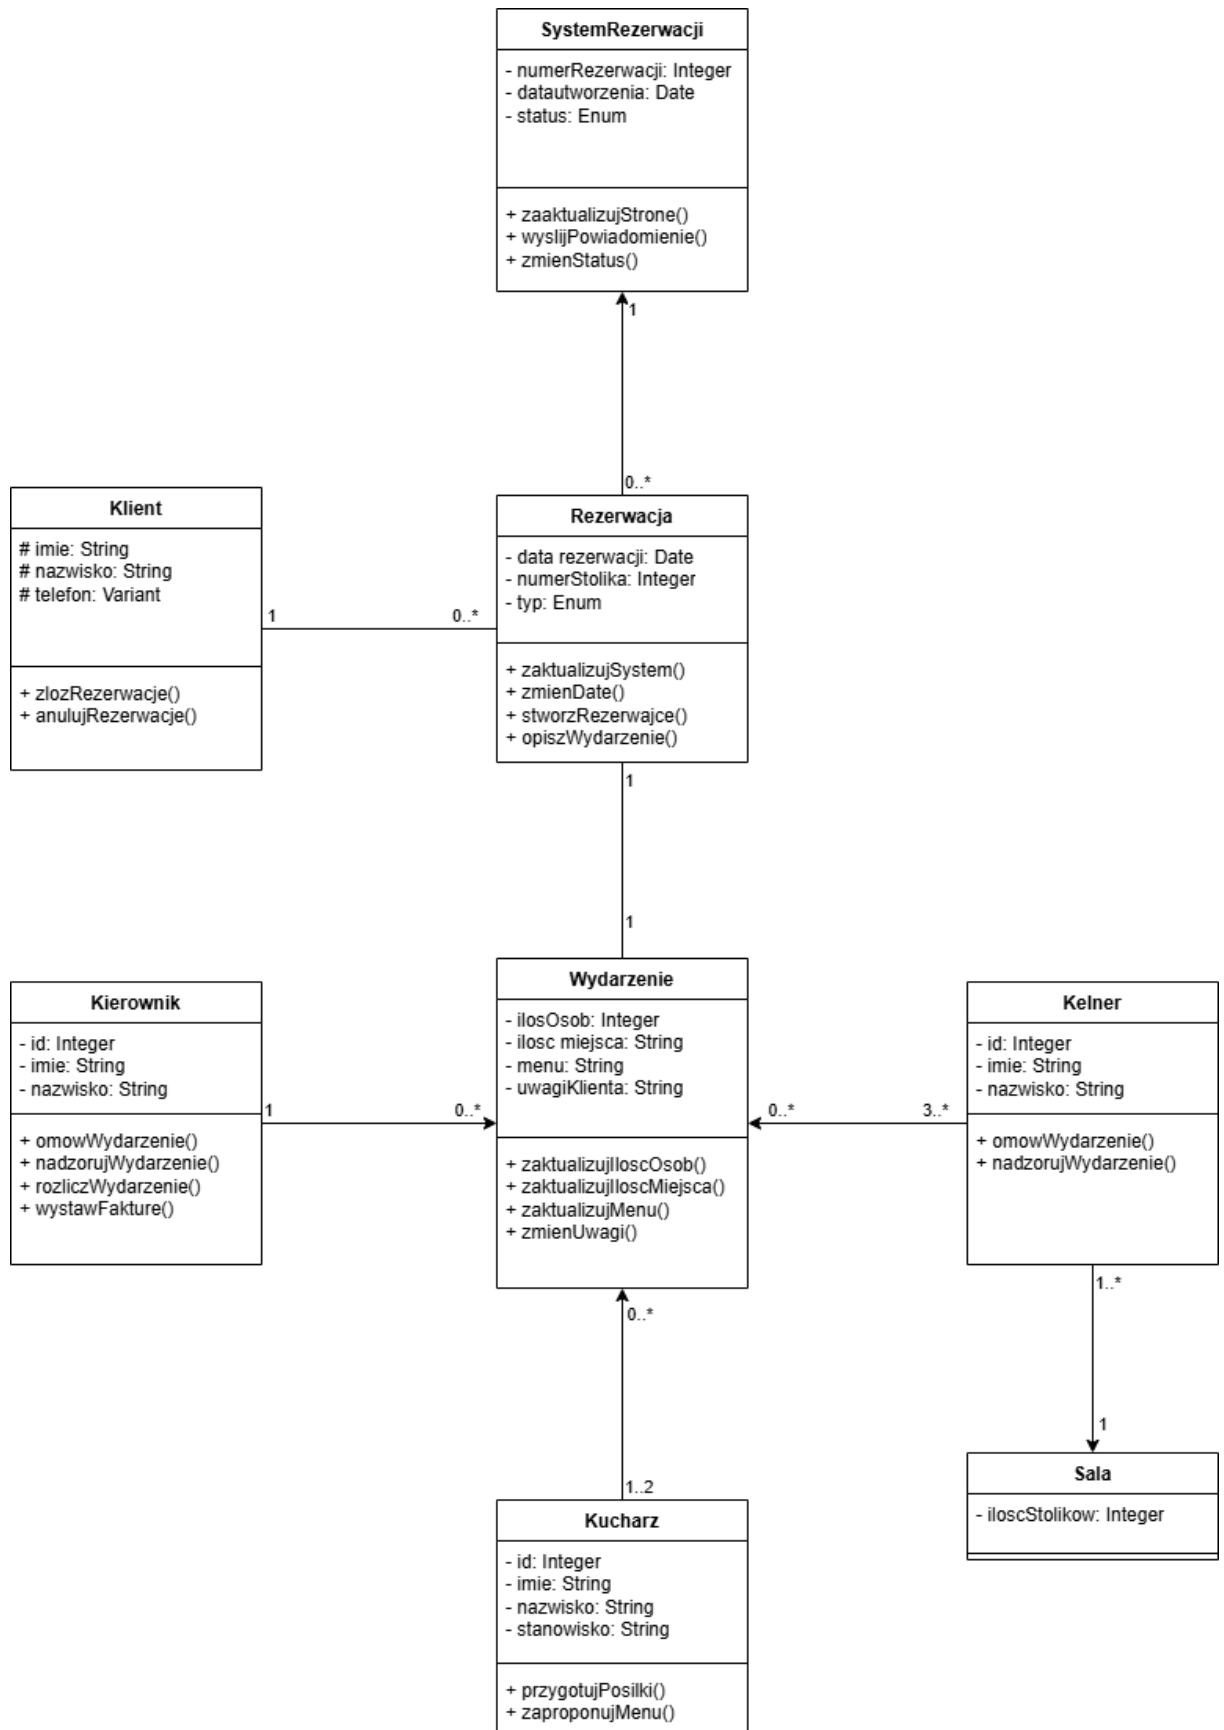 SystemRezerwacji
- numerRezerwacji: Integer
- datautworzenia: Date
- status: Enum
+ zaaktualizujStrone()
+ wyslijPowiadomienie()
+ zmienStatus()
1
0..*
Klient
# imie: String
# nazwisko: String
# telefon: Variant
+ zlozRezerwacje()
+ anulujRezerwacje()
1
0..*
Rezerwacja
- data rezerwacji: Date
- numerStolika: Integer
- typ: Enum
+ zaktualizujSystem()
+ zmienDate()
+ stworzRezerwajce()
+ opiszWydarzenie()
1
1
Kierownik
- id: Integer
- imie: String
- nazwisko: String
+ omowWydarzenie()
+ nadzorujWydarzenie()
+ rozliczWydarzenie()
+ wystawFakture()
1
0..*
Wydarzenie
- ilosOsob: Integer
- ilosc miejsca: String
- menu: String
- uwagiKlienta: String
+ zaktualizujIloscOsob()
+ zaktualizujIloscMiejsca()
+ zaktualizujMenu()
+ zmienUwagi()
0..*
3..*
Kelner
- id: Integer
- imie: String
- nazwisko: String
+ omowWydarzenie()
+ nadzorujWydarzenie()
1..*
1
Sala
- iloscStolikow: Integer
0..*
1..2
Kucharz
- id: Integer
- imie: String
- nazwisko: String
- stanowisko: String
+ przygotujPosilki()
+ zaproponujMenu()